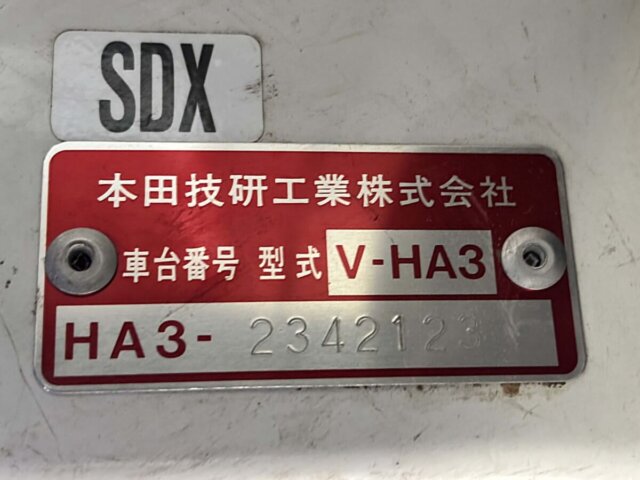 SDX
本田技研工業株式会社
車台番号 型式 V-HA3
HA3- 2342123